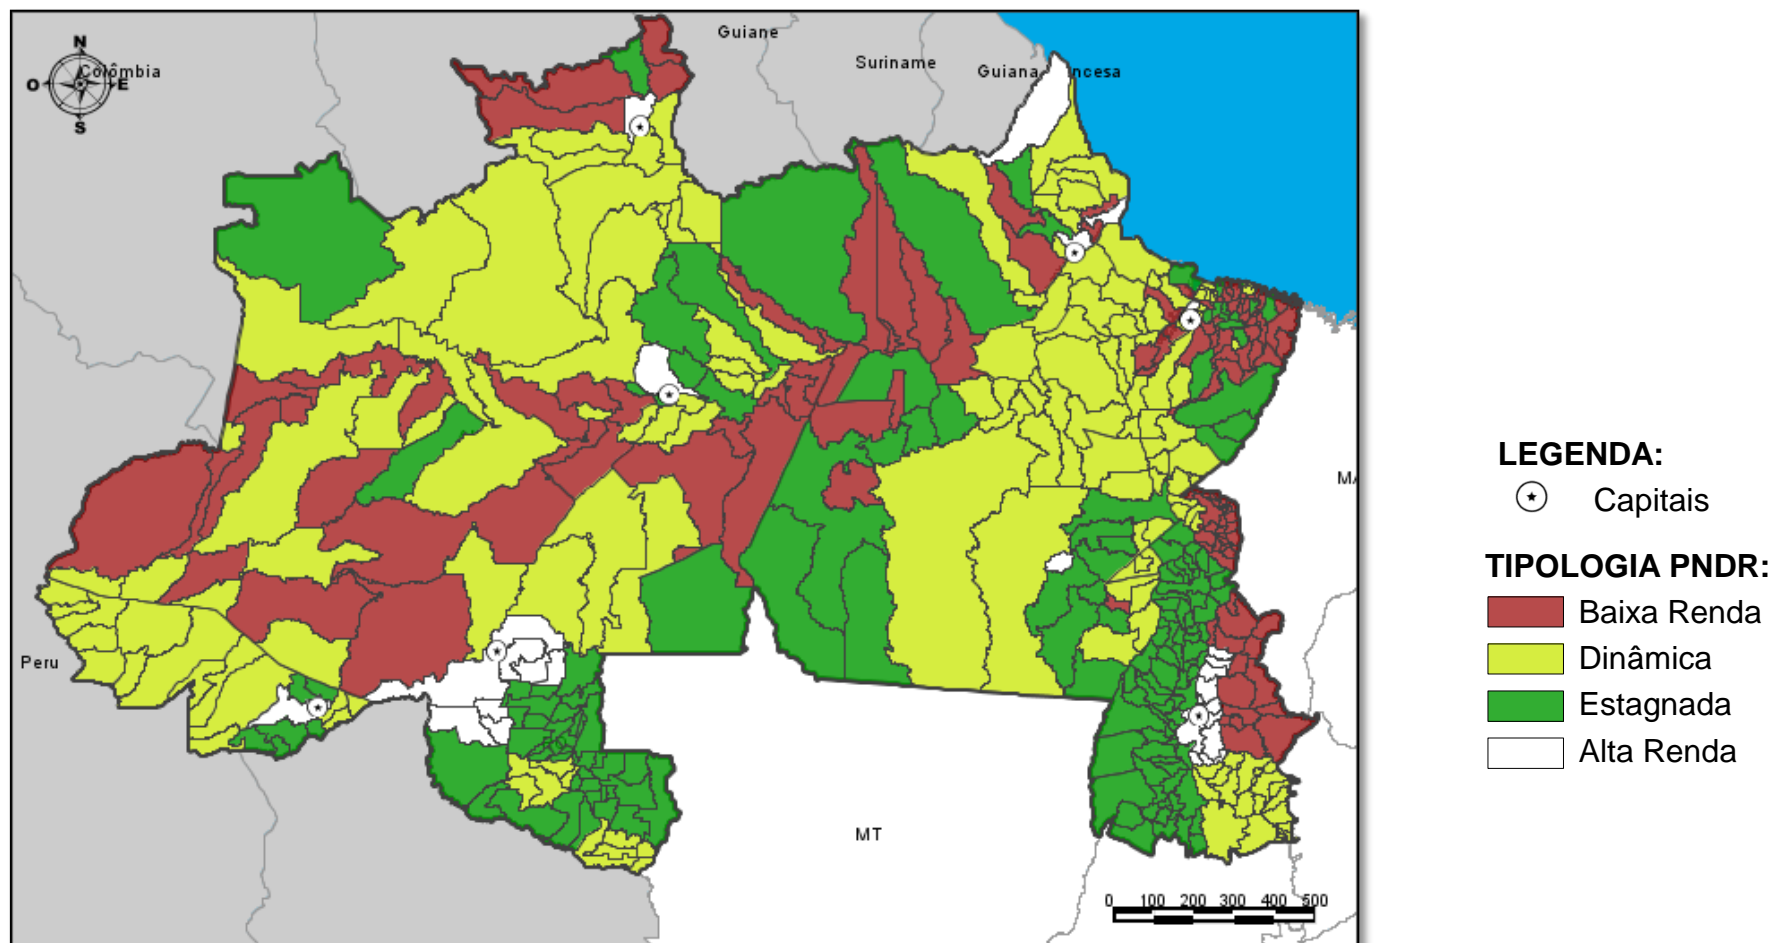 Guiane
N
Colômbia
Suriname
Guiana
ncesa
O
E
S
LEGENDA:
MA
Capitais
TIPOLOGIA PNDR:
Baixa Renda
Peru
Dinâmica
Estagnada
Alta Renda
MT
0 100 200 300 400 500